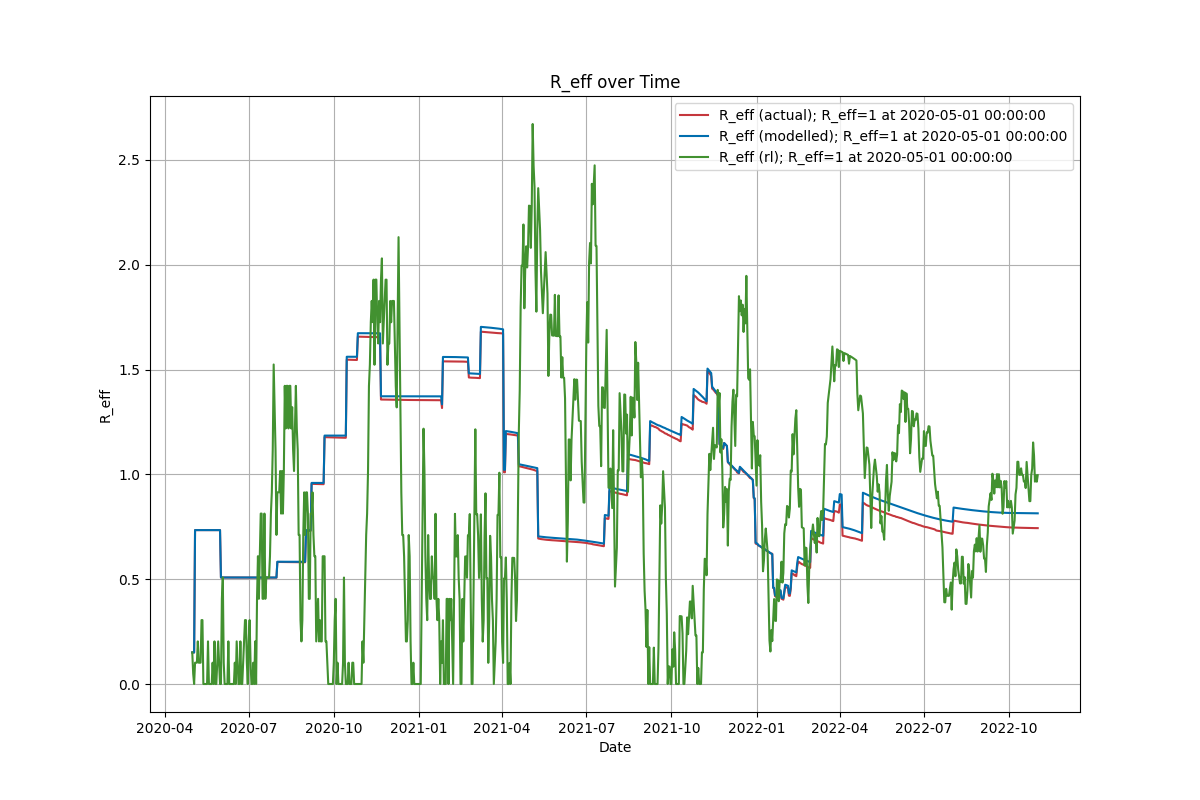 R_eff over Time
R_eff (actual); R_eff=1 at 2020-05-01 00:00:00
R_eff (modelled); R_eff=1 at 2020-05-01 00:00:00
R_eff (rl); R_eff=1 at 2020-05-01 00:00:00
2.5
2.0
1.5
1.0
0.5
0.0
R_eff
2020-04 2020-07 2020-10 2021-01 2021-04 2021-07 2021-10 2022-01 2022-04 2022-07 2022-10
Date